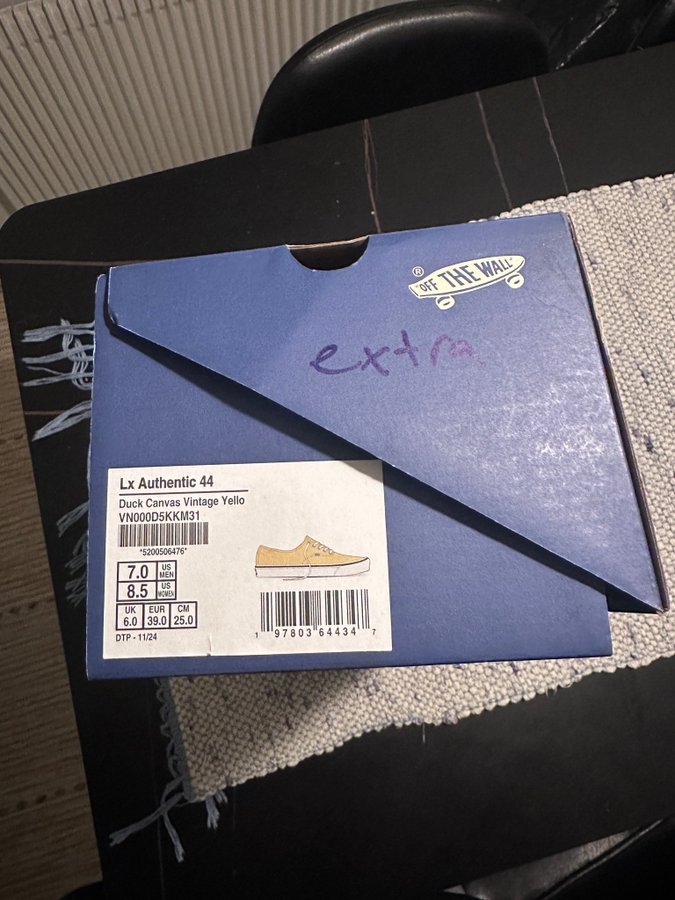 ® "OFF THE WALL"
extra
Lx Authentic 44
Duck Canvas Vintage Yello
VN000D5KKM31
*5200506476*
7.0 US MEN
8.5 US WOMEN
UK EUR CM
6.0 39.0 25.0
DTP - 11/24
1 97803 64434 7